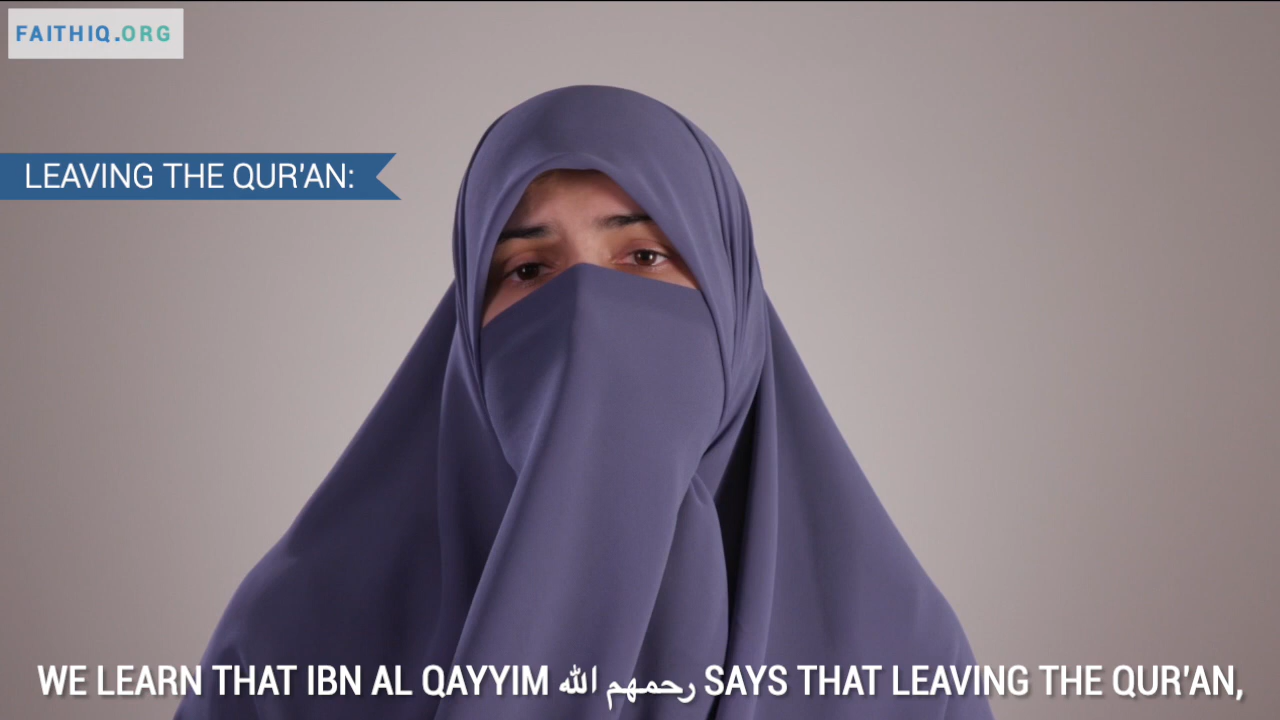 FAITHIQ.ORG
LEAVING THE QUR'AN:
WE LEARN THAT IBN AL QAYYIM رحمهم الله SAYS THAT LEAVING THE QUR'AN,